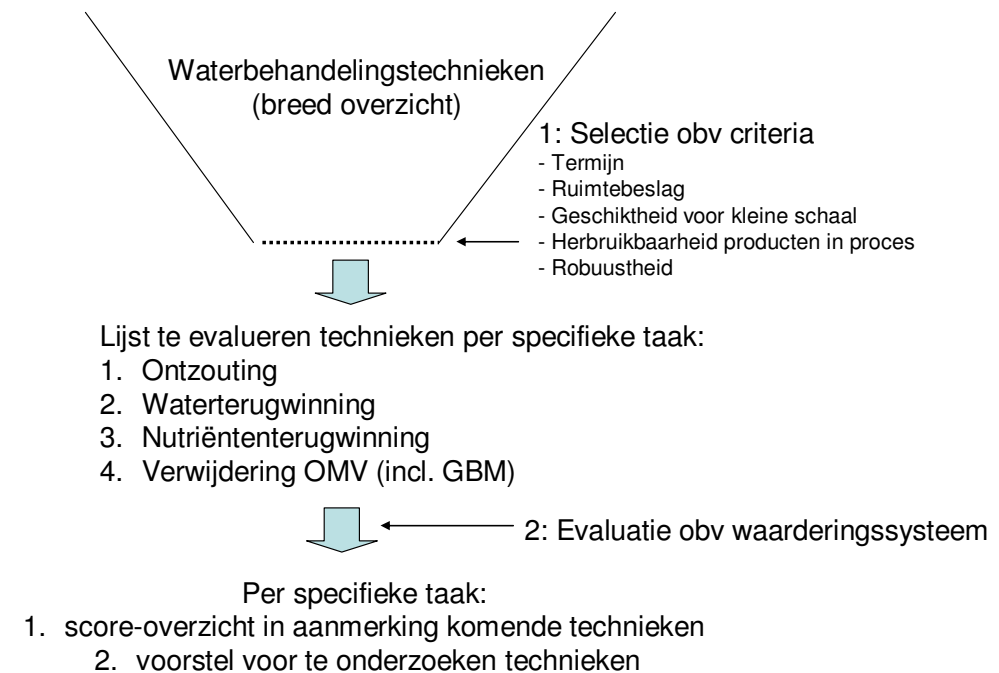 Waterbehandelingstechnieken
(breed overzicht)
1: Selectie obv criteria
- Termijn
- Ruimtebeslag
- Geschiktheid voor kleine schaal
- Herbruikbaarheid producten in proces
- Robuustheid
Lijst te evalueren technieken per specifieke taak:
1. Ontzouting
2. Waterterugwinning
3. Nutriëntenterugwinning
4. Verwijdering OMV (incl. GBM)
2: Evaluatie obv waarderingssysteem
Per specifieke taak:
1. score-overzicht in aanmerking komende technieken
2. voorstel voor te onderzoeken technieken